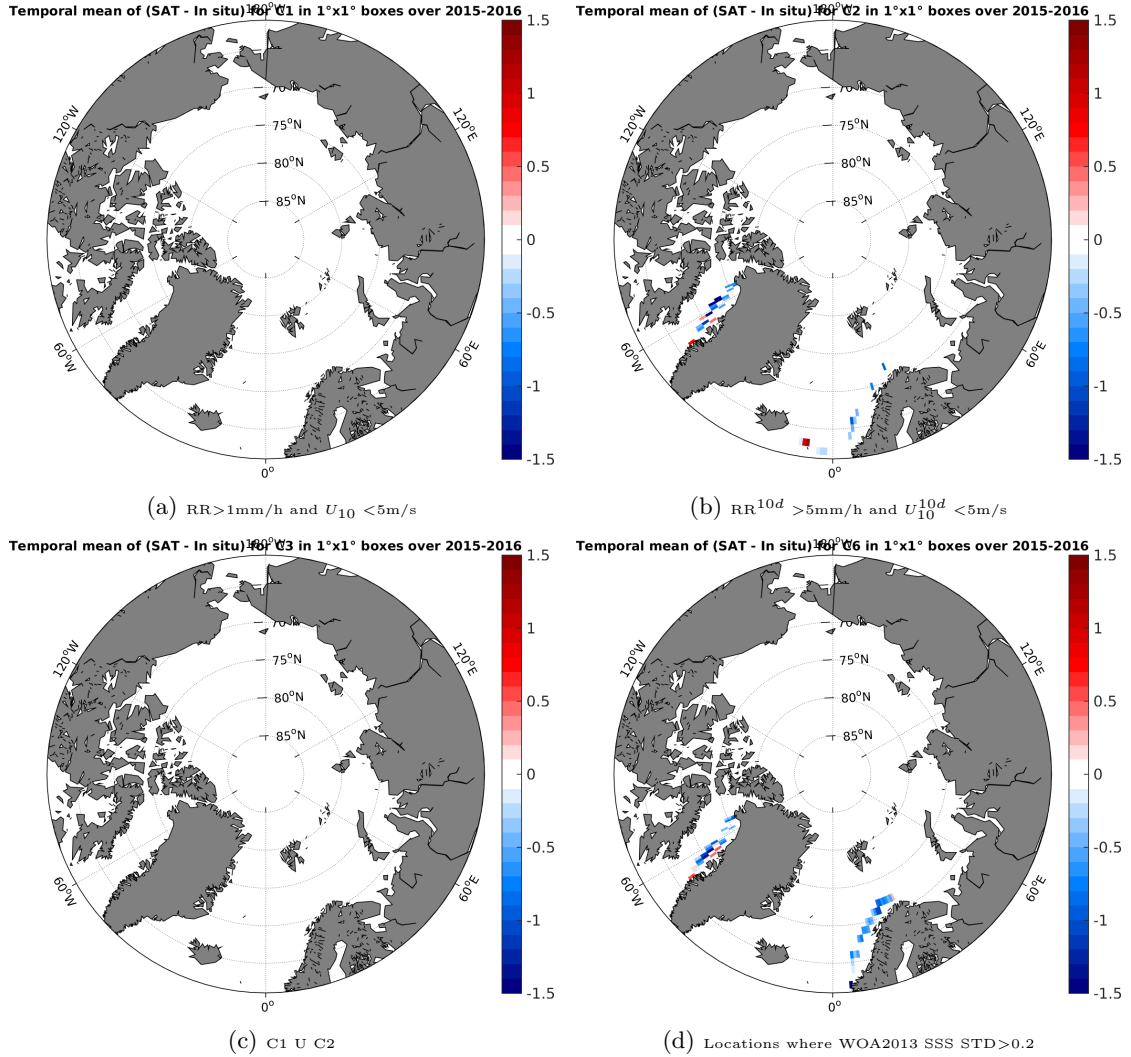 Temporal mean of (SAT - In situ) for C1 in 1°x1° boxes over 2015-2016
180°W
120°W
120°E
75°N
80°N
85°N
60°W
60°E
0°
1.5
1
0.5
0
-0.5
-1
-1.5
(a) RR>1mm/h and U10 <5m/s
Temporal mean of (SAT - In situ) for C2 in 1°x1° boxes over 2015-2016
180°W
120°W
120°E
75°N
80°N
85°N
60°W
60°E
0°
1.5
1
0.5
0
-0.5
-1
-1.5
(b) RR^10d >5mm/h and U10^10d <5m/s
Temporal mean of (SAT - In situ) for C3 in 1°x1° boxes over 2015-2016
180°W
120°W
120°E
75°N
80°N
85°N
60°W
60°E
0°
1.5
1
0.5
0
-0.5
-1
-1.5
(c) C1 U C2
Temporal mean of (SAT - In situ) for C6 in 1°x1° boxes over 2015-2016
180°W
120°W
120°E
75°N
80°N
85°N
60°W
60°E
0°
1.5
1
0.5
0
-0.5
-1
-1.5
(d) Locations where WOA2013 SSS STD>0.2